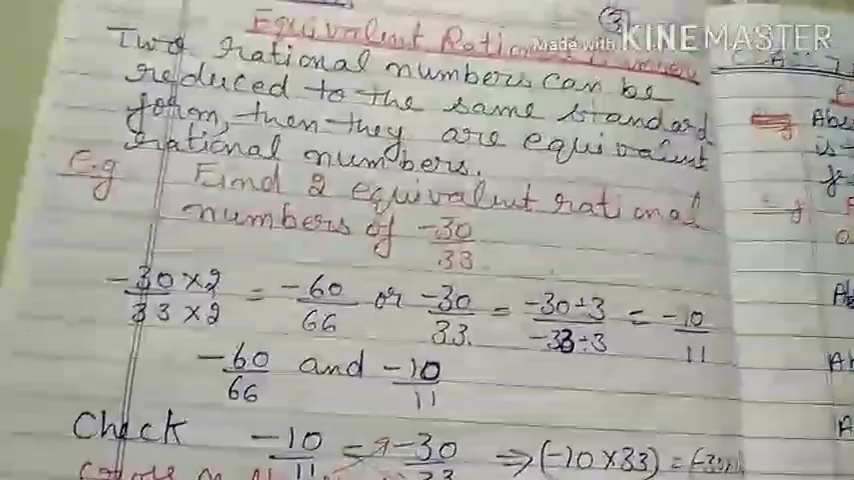 (3)
Equivalent
Made with KINEMASTER
Two rational numbers can be
reduced to the same standard
form, then they are equivalent
rational numbers.
e.g Find 2 equivalent rational
numbers of -30/33
-30×2/33×2 = -60/66 or -30/33 = -30÷3/-33÷3 = -10/11
-60/66 and -10/11
Check -10/11 = -30/33 ⇒ (-10×33) =